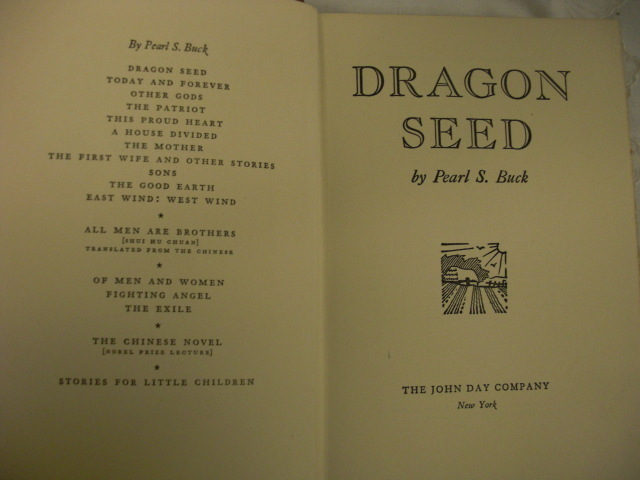 By Pearl S. Buck
DRAGON SEED
TODAY AND FOREVER
OTHER GODS
THE PATRIOT
THIS PROUD HEART
A HOUSE DIVIDED
THE MOTHER
THE FIRST WIFE AND OTHER STORIES
SONS
THE GOOD EARTH
EAST WIND: WEST WIND
*
ALL MEN ARE BROTHERS
[SHUI HU CHUAN]
TRANSLATED FROM THE CHINESE
*
OF MEN AND WOMEN
FIGHTING ANGEL
THE EXILE
*
THE CHINESE NOVEL
[NOBEL PRIZE LECTURE]
*
STORIES FOR LITTLE CHILDREN
DRAGON
SEED
by Pearl S. Buck
THE JOHN DAY COMPANY
New York